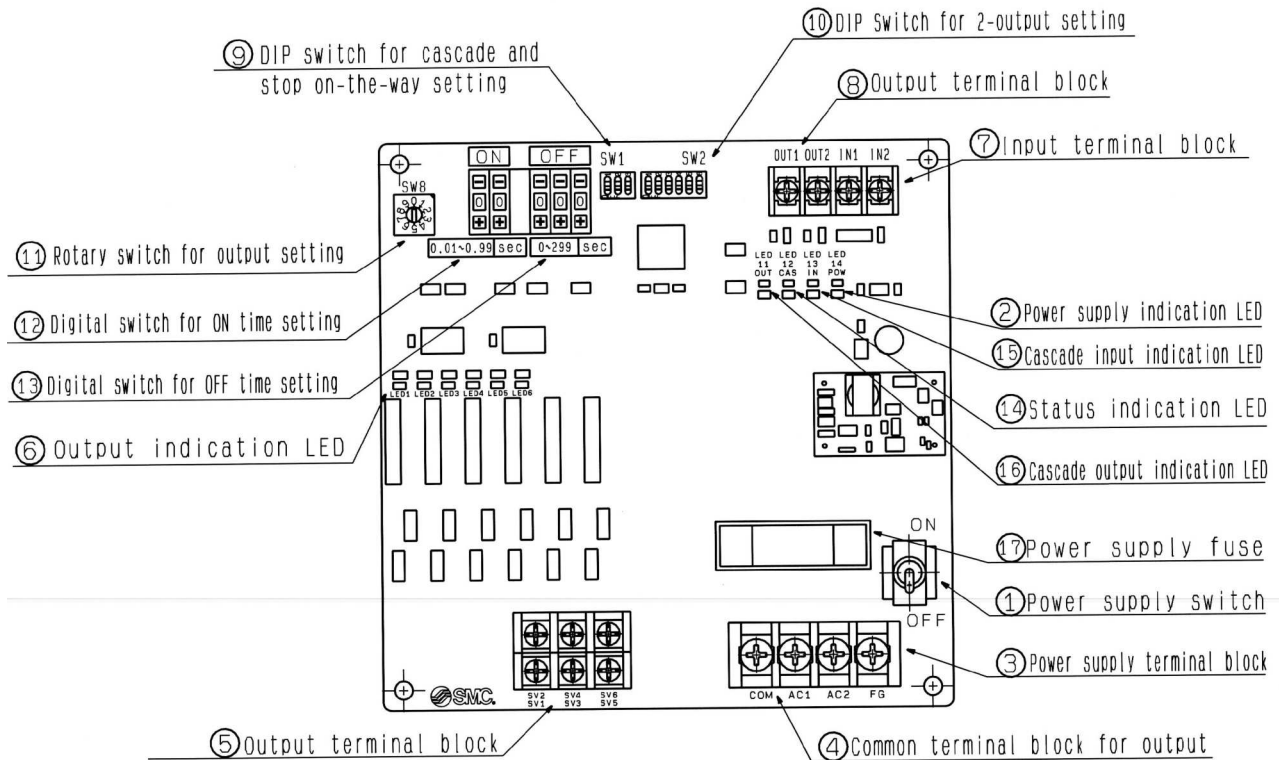 ⑩DIP Switch for 2-output setting
⑨DIP switch for cascade and
stop on-the-way setting
⑧Output terminal block
⑦Input terminal block
ON OFF SW1 SW2
OUT1 OUT2 IN1 IN2
SW8
0 0 0 0 0
0.01~0.99 sec 0~299 sec
LED LED LED LED
11 12 13 14
OUT CAS IN POW
⑪Rotary switch for output setting
⑫Digital switch for ON time setting
⑬Digital switch for OFF time setting
⑥Output indication LED
LED1 LED2 LED3 LED4 LED5 LED6
②Power supply indication LED
⑮Cascade input indication LED
⑭Status indication LED
⑯Cascade output indication LED
ON
⑰Power supply fuse
①Power supply switch
OFF
③Power supply terminal block
SMC.
SV2 SV4 SV6
SV1 SV3 SV5
COM AC1 AC2 FG
⑤Output terminal block
④Common terminal block for output